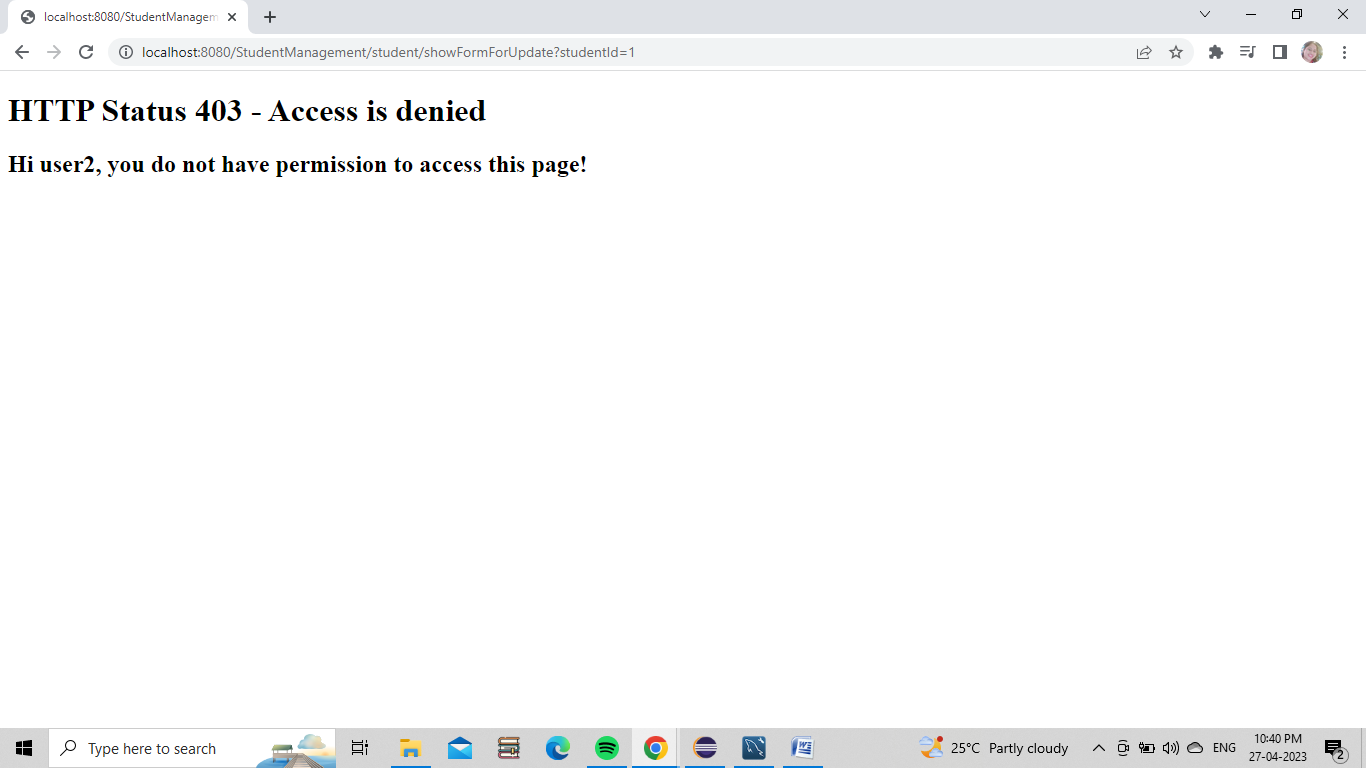 localhost:8080/StudentManagem
localhost:8080/StudentManagement/student/showFormForUpdate?studentId=1
HTTP Status 403 - Access is denied
Hi user2, you do not have permission to access this page!
Type here to search
25°C Partly cloudy
ENG
10:40 PM
27-04-2023
2